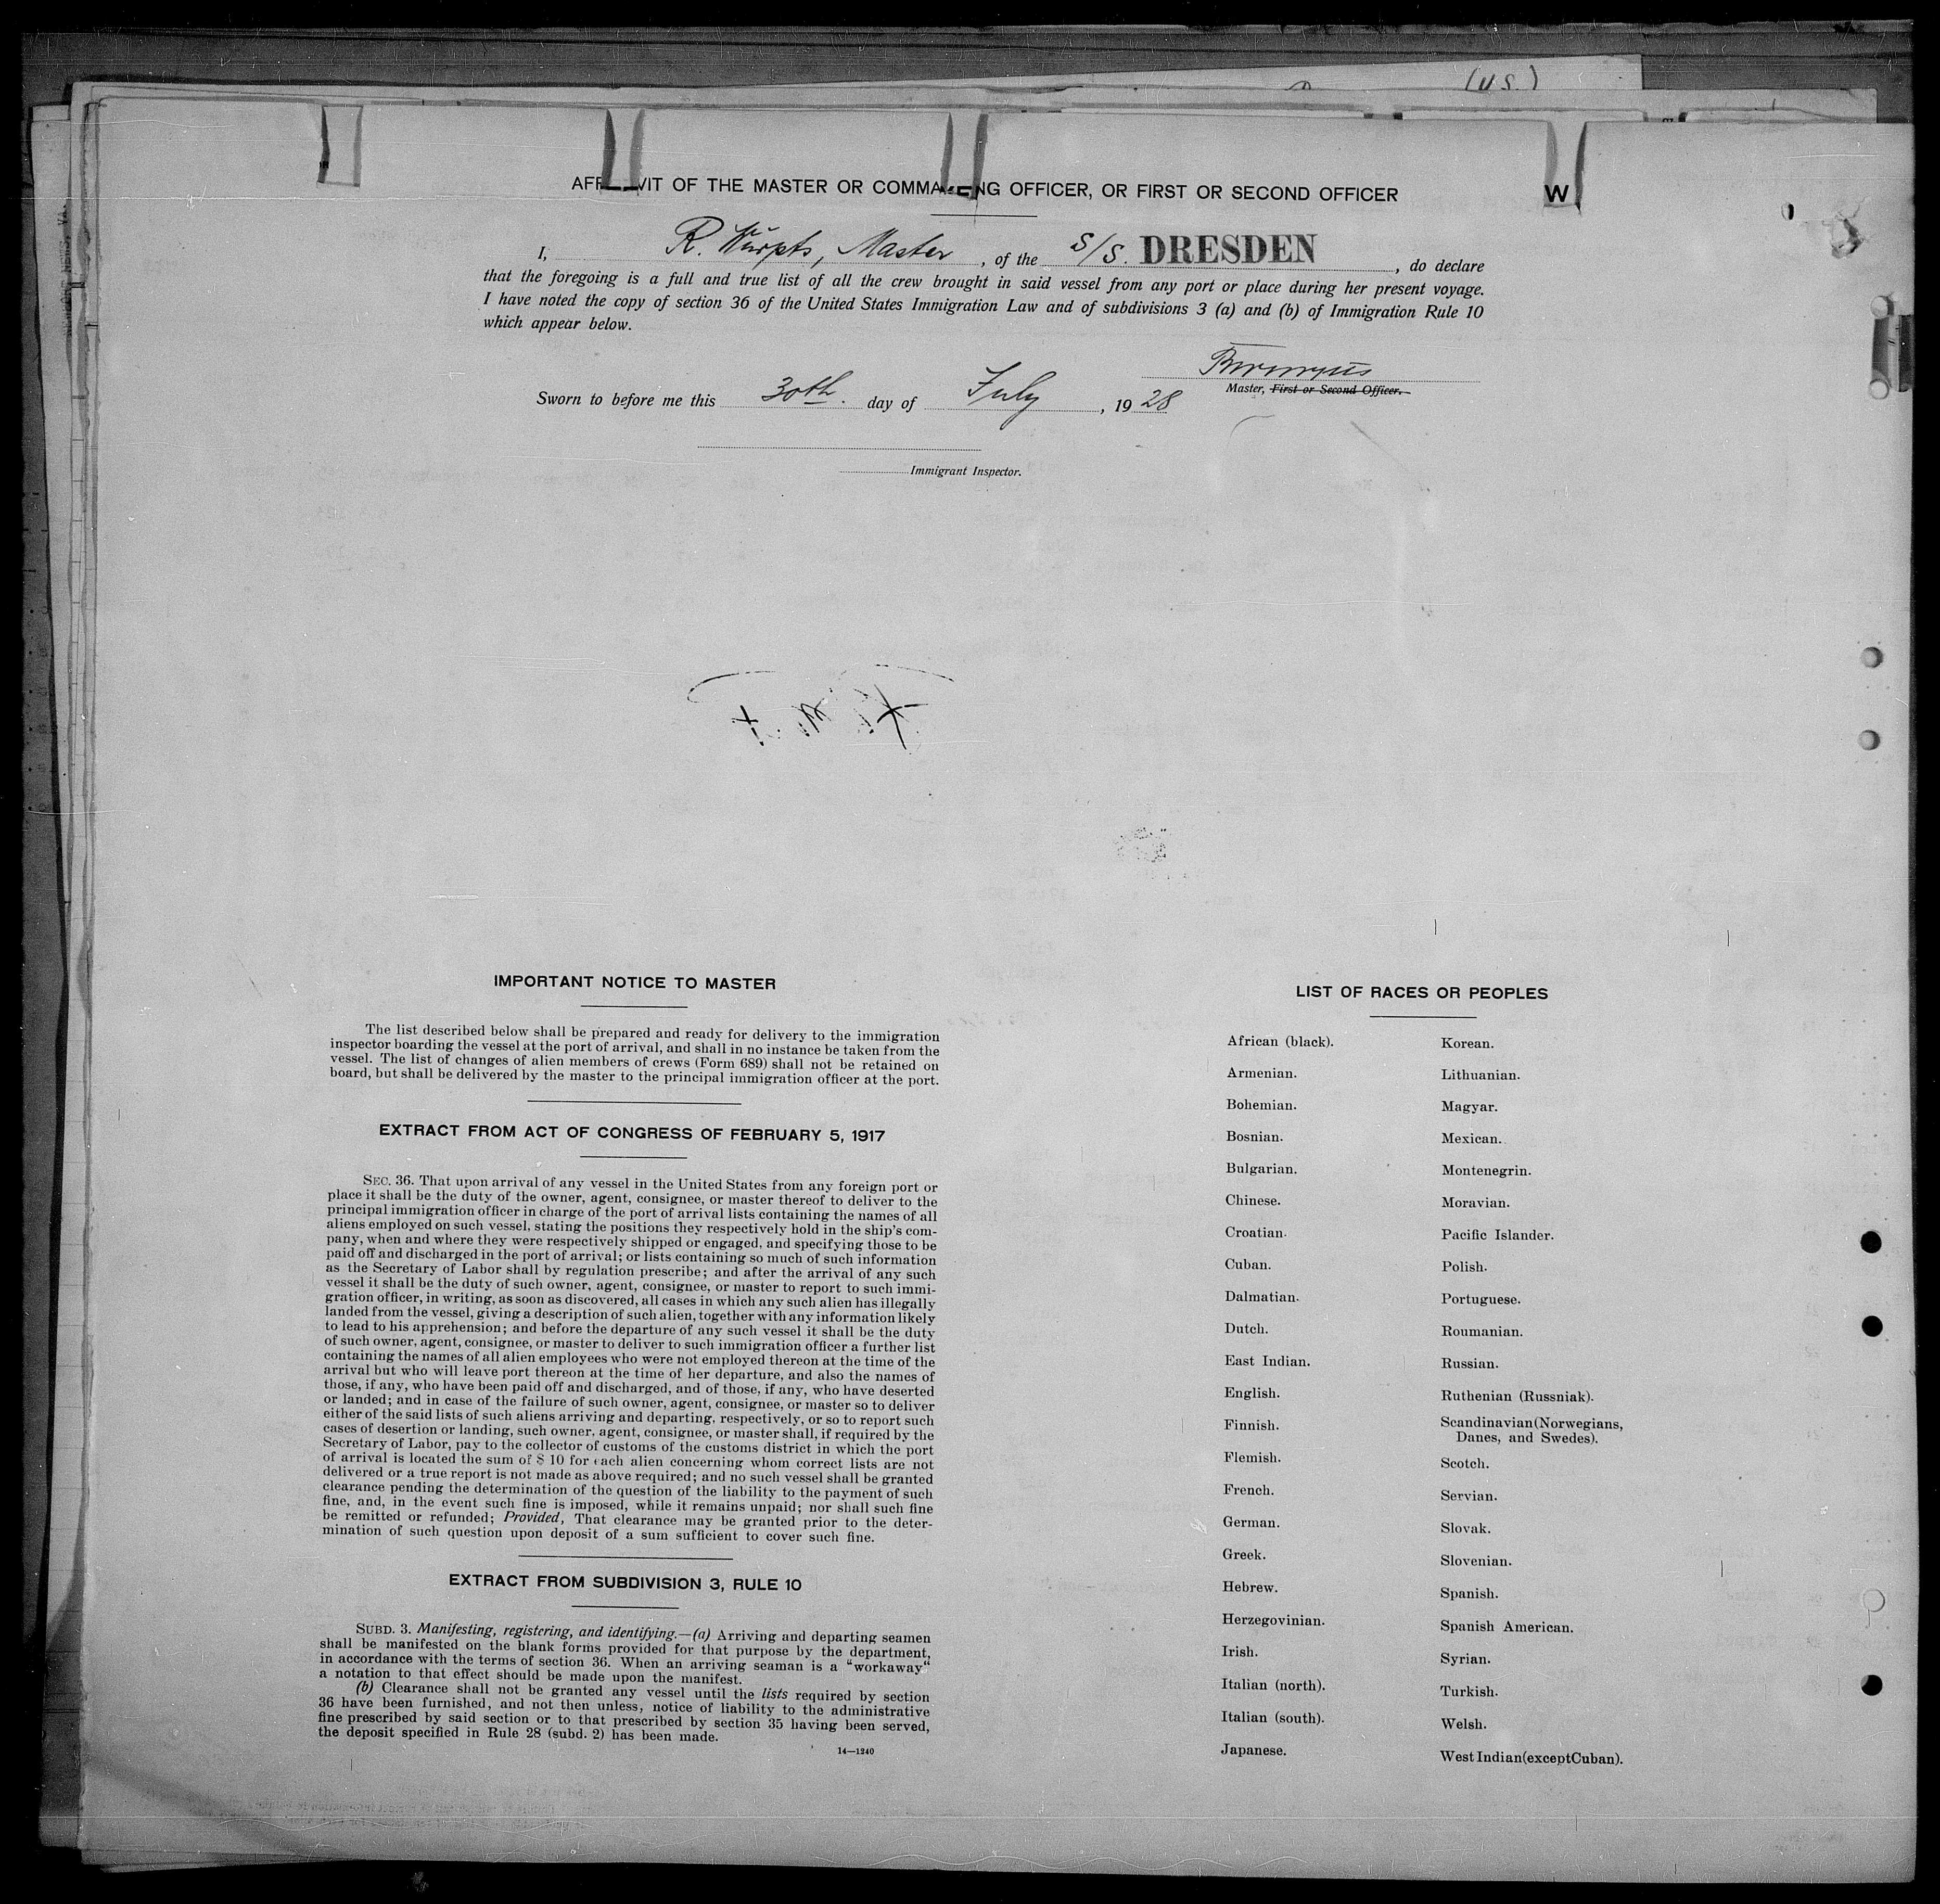 (US)
AFF VIT OF THE MASTER OR COMMA NG OFFICER, OR FIRST OR SECOND OFFICER
W
I, R. Würpts, Master, of the S/S. DRESDEN, do declare
that the foregoing is a full and true list of all the crew brought in said vessel from any port or place during her present voyage.
I have noted the copy of section 36 of the United States Immigration Law and of subdivisions 3 (a) and (b) of Immigration Rule 10
which appear below.
Master, First or Second Officer.
Sworn to before me this 30th. day of July, 1928
Immigrant Inspector.
IMPORTANT NOTICE TO MASTER
The list described below shall be prepared and ready for delivery to the immigration
inspector boarding the vessel at the port of arrival, and shall in no instance be taken from the
vessel. The list of changes of alien members of crews (Form 689) shall not be retained on
board, but shall be delivered by the master to the principal immigration officer at the port.
EXTRACT FROM ACT OF CONGRESS OF FEBRUARY 5, 1917
SEC. 36. That upon arrival of any vessel in the United States from any foreign port or
place it shall be the duty of the owner, agent, consignee, or master thereof to deliver to the
principal immigration officer in charge of the port of arrival lists containing the names of all
aliens employed on such vessel, stating the positions they respectively hold in the ship's com-
pany, when and where they were respectively shipped or engaged, and specifying those to be
paid off and discharged in the port of arrival; or lists containing so much of such information
as the Secretary of Labor shall by regulation prescribe; and after the arrival of any such
vessel it shall be the duty of such owner, agent, consignee, or master to report to such immi-
gration officer, in writing, as soon as discovered, all cases in which any such alien has illegally
landed from the vessel, giving a description of such alien, together with any information likely
to lead to his apprehension; and before the departure of any such vessel it shall be the duty
of such owner, agent, consignee, or master to deliver to such immigration officer a further list
containing the names of all alien employees who were not employed thereon at the time of the
arrival but who will leave port thereon at the time of her departure, and also the names of
those, if any, who have been paid off and discharged, and of those, if any, who have deserted
or landed; and in case of the failure of such owner, agent, consignee, or master so to deliver
either of the said lists of such aliens arriving and departing, respectively, or so to report such
cases of desertion or landing, such owner, agent, consignee, or master shall, if required by the
Secretary of Labor, pay to the collector of customs of the customs district in which the port
of arrival is located the sum of $ 10 for each alien concerning whom correct lists are not
delivered or a true report is not made as above required; and no such vessel shall be granted
clearance pending the determination of the question of the liability to the payment of such
fine, and, in the event such fine is imposed, while it remains unpaid; nor shall such fine
be remitted or refunded; Provided, That clearance may be granted prior to the deter-
mination of such question upon deposit of a sum sufficient to cover such fine.
EXTRACT FROM SUBDIVISION 3, RULE 10
SUBD. 3. Manifesting, registering, and identifying.—(a) Arriving and departing seamen
shall be manifested on the blank forms provided for that purpose by the department,
in accordance with the terms of section 36. When an arriving seaman is a “workaway“
a notation to that effect should be made upon the manifest.
(b) Clearance shall not be granted any vessel until the lists required by section
36 have been furnished, and not then unless, notice of liability to the administrative
fine prescribed by said section or to that prescribed by section 35 having been served,
the deposit specified in Rule 28 (subd. 2) has been made.
14—1240
LIST OF RACES OR PEOPLES
African (black).
Armenian.
Bohemian.
Bosnian.
Bulgarian.
Chinese.
Croatian.
Cuban.
Dalmatian.
Dutch.
East Indian.
English.
Finnish.
Flemish.
French.
German.
Greek.
Hebrew.
Herzegovinian.
Irish.
Italian (north).
Italian (south).
Japanese.
Korean.
Lithuanian.
Magyar.
Mexican.
Montenegrin.
Moravian.
Pacific Islander.
Polish.
Portuguese.
Roumanian.
Russian.
Ruthenian (Russniak).
Scandinavian(Norwegians,
Danes, and Swedes).
Scotch.
Servian.
Slovak.
Slovenian.
Spanish.
Spanish American.
Syrian.
Turkish.
Welsh.
West Indian(exceptCuban).